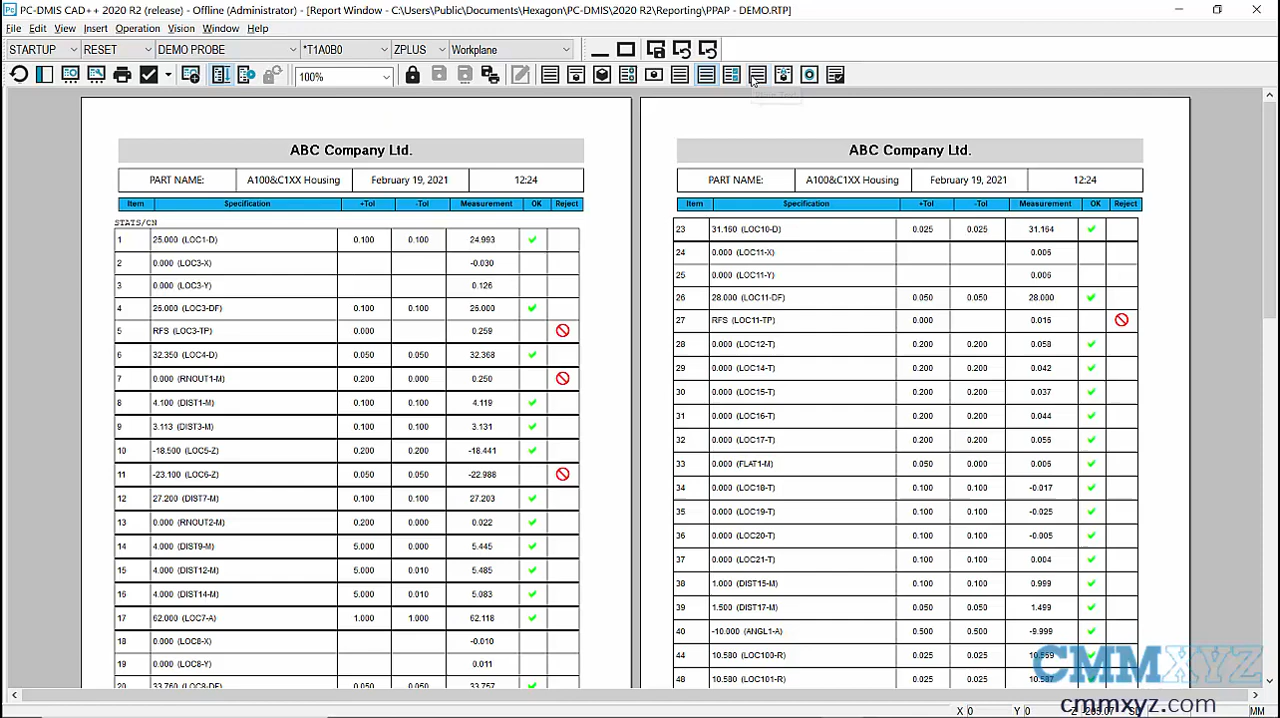 PC-DMIS CAD++ 2020 R2 (release) - Offline (Administrator) - [Report Window - C:\Users\Public\Documents\Hexagon\PC-DMIS\2020 R2\Reporting\PPAP - DEMO.RTP]
File Edit View Insert Operation Vision Window Help
STARTUP RESET DEMO PROBE *T1A0B0 ZPLUS Workplane
100%
ABC Company Ltd.
PART NAME: A100&C1XX Housing February 19, 2021 12:24
Item Specification +Tol -Tol Measurement OK Reject
STATS/CN
1 25.000 (LOC1-D) 0.100 0.100 24.993
2 0.000 (LOC3-X) -0.030
3 0.000 (LOC3-Y) 0.126
4 25.000 (LOC3-DF) 0.100 0.100 25.000
5 RFS (LOC3-TP) 0.000 0.259
6 32.350 (LOC4-D) 0.050 0.050 32.368
7 0.000 (RNOUT1-M) 0.200 0.000 0.250
8 4.100 (DIST1-M) 0.100 0.100 4.119
9 3.113 (DIST3-M) 0.100 0.100 3.131
10 -18.500 (LOC5-Z) 0.200 0.200 -18.441
11 -23.100 (LOC6-Z) 0.050 0.050 -22.988
12 27.200 (DIST7-M) 0.100 0.100 27.203
13 0.000 (RNOUT2-M) 0.200 0.000 0.022
14 4.000 (DIST9-M) 5.000 0.010 5.445
15 4.000 (DIST12-M) 5.000 0.010 5.485
16 4.000 (DIST14-M) 5.000 0.010 5.083
17 62.000 (LOC7-A) 1.000 1.000 62.118
18 0.000 (LOC8-X) -0.010
19 0.000 (LOC8-Y) 0.011
20 33.760 (LOC8-DF) 0.050 0.050 33.757
ABC Company Ltd.
PART NAME: A100&C1XX Housing February 19, 2021 12:24
Item Specification +Tol -Tol Measurement OK Reject
23 31.160 (LOC10-D) 0.025 0.025 31.164
24 0.000 (LOC11-X) 0.005
25 0.000 (LOC11-Y) 0.006
26 28.000 (LOC11-DF) 0.050 0.050 28.000
27 RFS (LOC11-TP) 0.000 0.016
28 0.000 (LOC12-T) 0.200 0.200 0.058
29 0.000 (LOC14-T) 0.200 0.200 0.042
30 0.000 (LOC15-T) 0.200 0.200 0.037
31 0.000 (LOC16-T) 0.200 0.200 0.044
32 0.000 (LOC17-T) 0.200 0.200 0.056
33 0.000 (FLAT1-M) 0.050 0.000 0.006
34 0.000 (LOC18-T) 0.100 0.100 -0.017
35 0.000 (LOC19-T) 0.100 0.100 -0.025
36 0.000 (LOC20-T) 0.100 0.100 -0.005
37 0.000 (LOC21-T) 0.100 0.100 0.004
38 1.000 (DIST15-M) 0.100 0.100 0.999
39 1.500 (DIST17-M) 0.050 0.050 1.499
40 -10.000 (ANGL1-A) 0.500 0.500 -9.999
44 10.580 (LOC100-R) 0.025 0.025
48 10.580 (LOC101-R) 0.025 0.025
CMMXYZ
cmmxyz.com
X 0 Y 0 MM